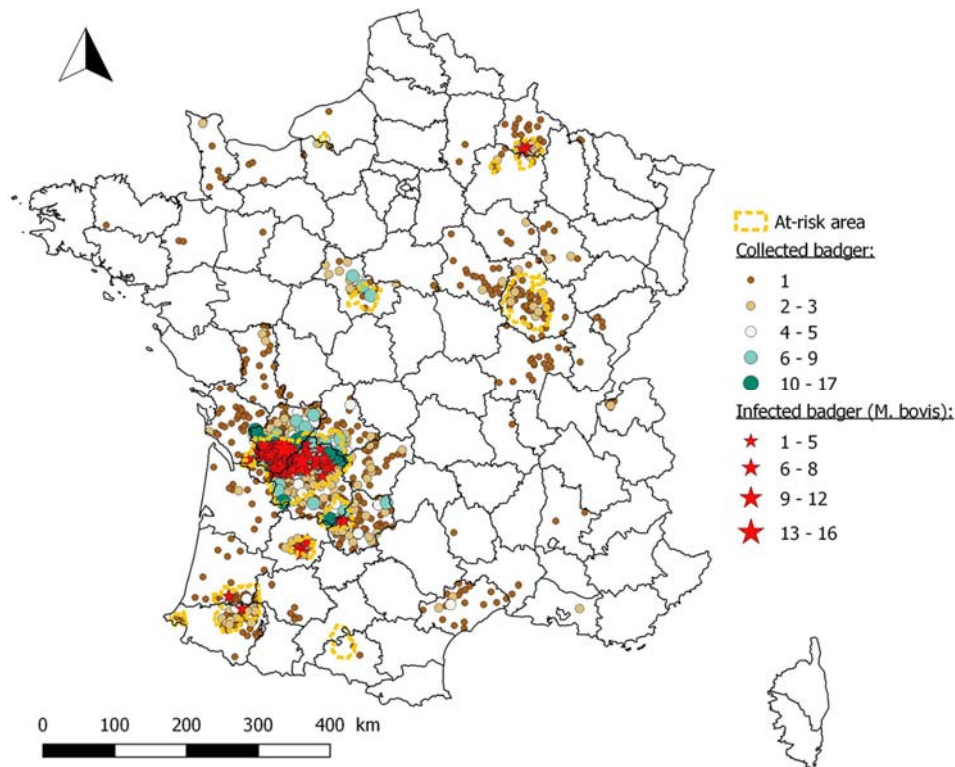 At-risk area
Collected badger:
1
2 - 3
4 - 5
6 - 9
10 - 17
Infected badger (M. bovis):
1 - 5
6 - 8
9 - 12
13 - 16
0 100 200 300 400 km